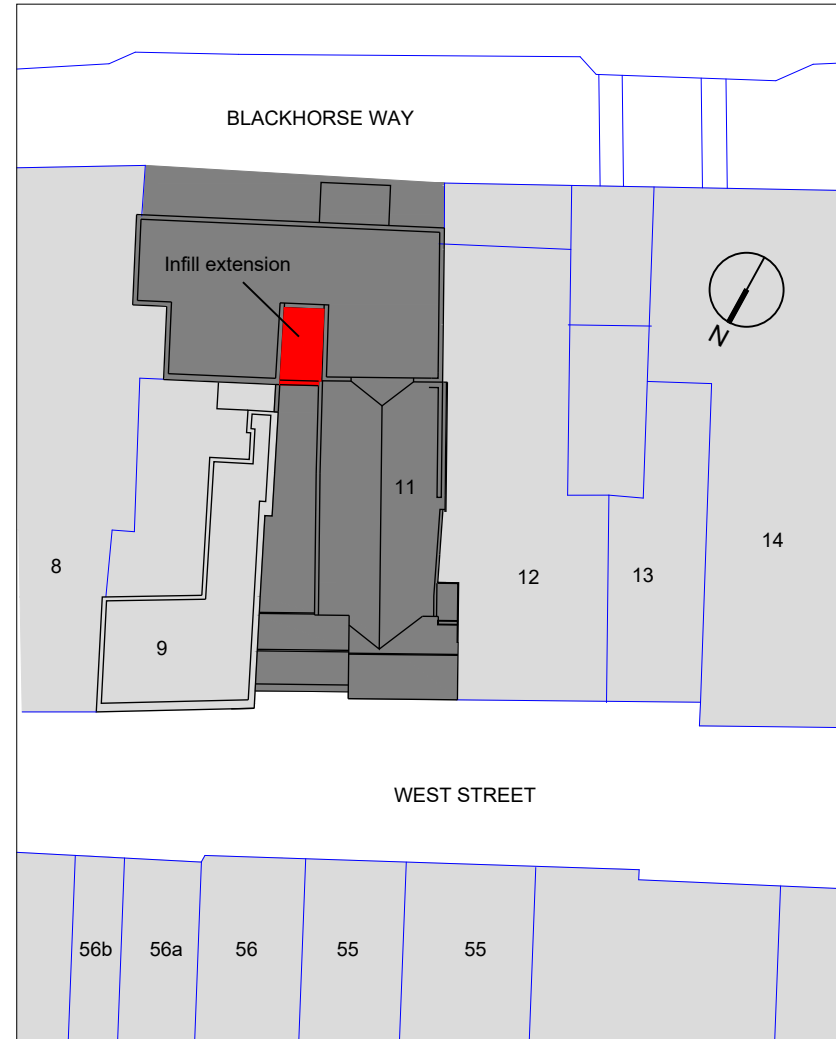 BLACKHORSE WAY
Infill extension
N
11
14
8
12
13
9
WEST STREET
56b
56a
56
55
55